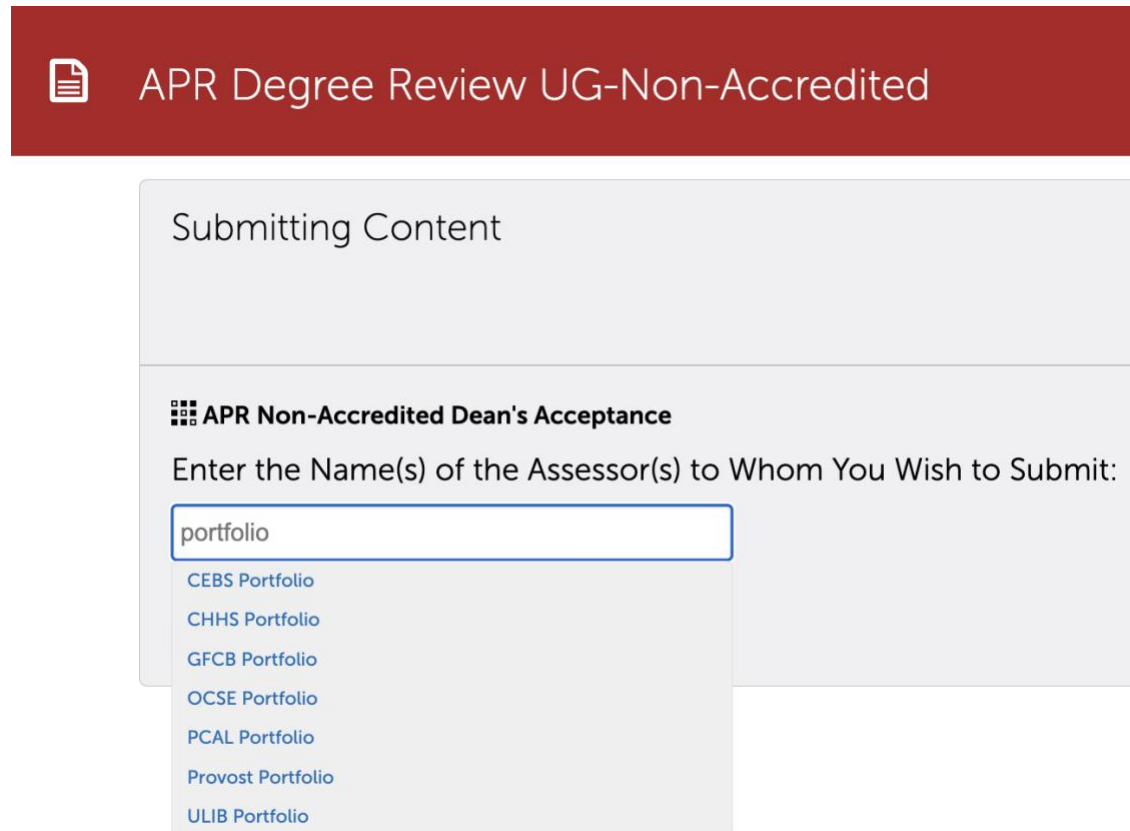 APR Degree Review UG-Non-Accredited
Submitting Content
APR Non-Accredited Dean's Acceptance
Enter the Name(s) of the Assessor(s) to Whom You Wish to Submit:
portfolio
CEBS Portfolio
CHHS Portfolio
GFCB Portfolio
OCSE Portfolio
PCAL Portfolio
Provost Portfolio
ULIB Portfolio